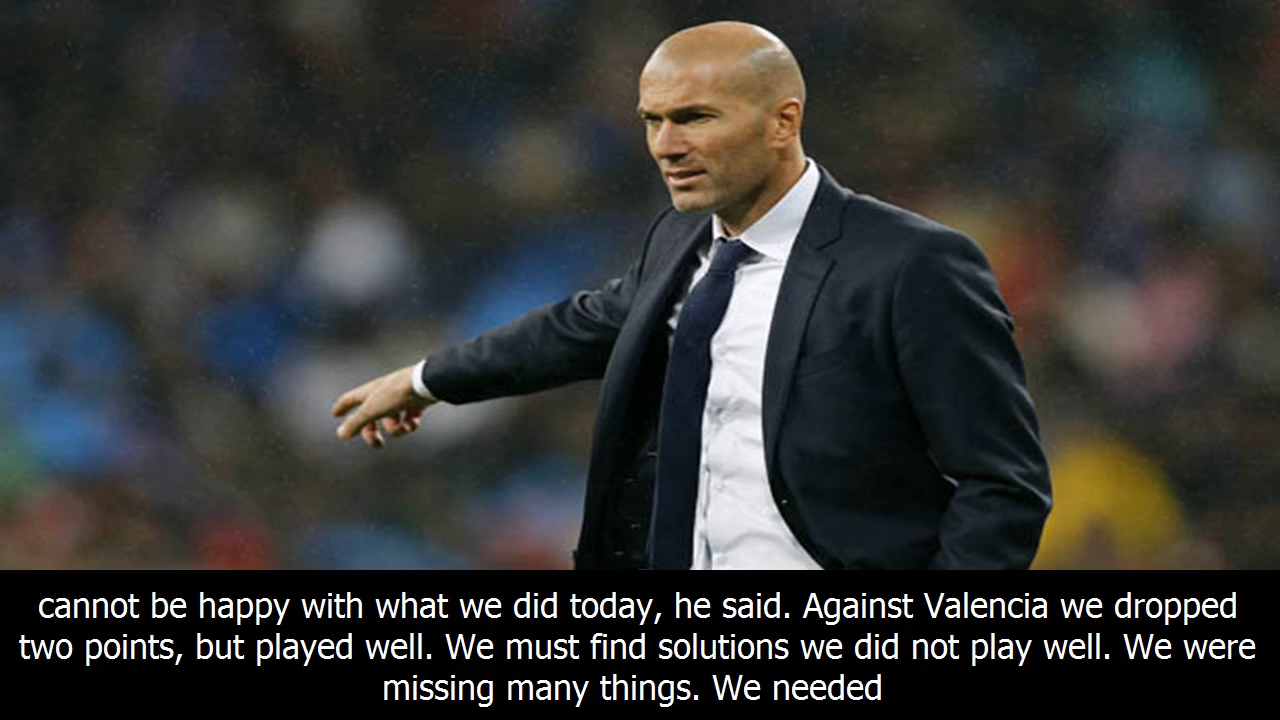 cannot be happy with what we did today, he said. Against Valencia we dropped
two points, but played well. We must find solutions we did not play well. We were
missing many things. We needed